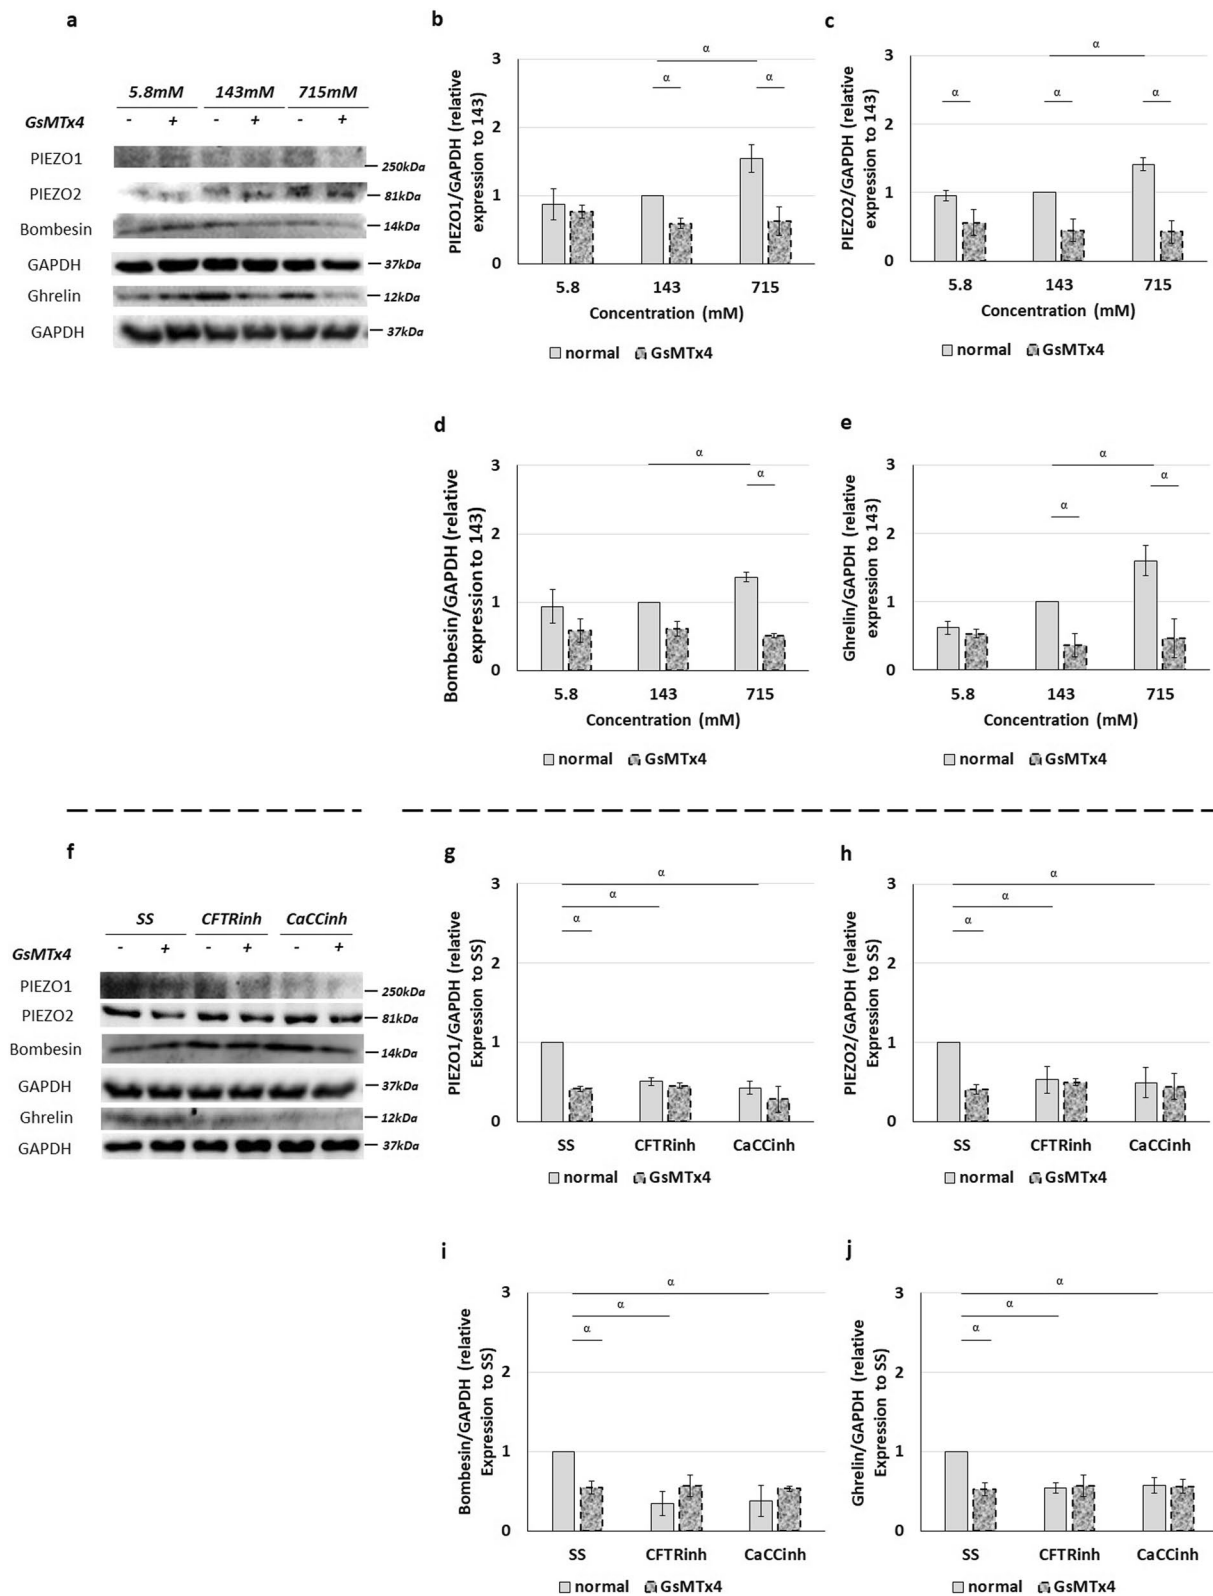 a
5.8mM 143mM 715mM
GsMTx4 - + - + - +
PIEZO1
250kDa
PIEZO2
81kDa
Bombesin
14kDa
GAPDH
37kDa
Ghrelin
12kDa
GAPDH
37kDa
b
PIEZO1/GAPDH (relative
expression to 143)
3
2
1
0
α
α
α
5.8 143 715
Concentration (mM)
normal GsMTx4
c
PIEZO2/GAPDH (relative
expression to 143)
3
2
1
0
α
α
α
α
5.8 143 715
Concentration (mM)
normal GsMTx4
d
Bombesin/GAPDH (relative
expression to 143)
3
2
1
0
α
α
5.8 143 715
Concentration (mM)
normal GsMTx4
e
Ghrelin/GAPDH (relative
expression to 143)
3
2
1
0
α
α
α
5.8 143 715
Concentration (mM)
normal GsMTx4
f
SS CFTRinh CaCCinh
GsMTx4 - + - + - +
PIEZO1
250kDa
PIEZO2
81kDa
Bombesin
14kDa
GAPDH
37kDa
Ghrelin
12kDa
GAPDH
37kDa
g
PIEZO1/GAPDH (relative
Expression to SS)
3
2
1
0
α
α
α
SS CFTRinh CaCCinh
normal GsMTx4
h
PIEZO2/GAPDH (relative
Expression to SS)
3
2
1
0
α
α
α
SS CFTRinh CaCCinh
normal GsMTx4
i
Bombesin/GAPDH (relative
Expression to SS)
3
2
1
0
α
α
α
SS CFTRinh CaCCinh
normal GsMTx4
j
Ghrelin/GAPDH (relative
Expression to SS)
3
2
1
0
α
α
α
SS CFTRinh CaCCinh
normal GsMTx4